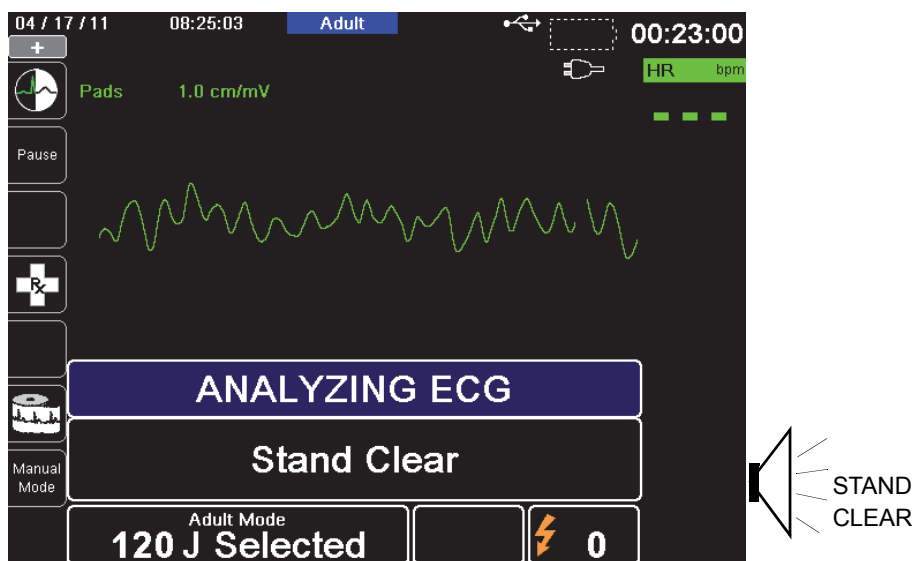 04 / 17 / 11 08:25:03 Adult 00:23:00
+
HR bpm
Pads 1.0 cm/mV
- - -
Pause
Rx
ANALYZING ECG
Stand Clear
Manual
Mode
STAND
CLEAR
Adult Mode
120 J Selected 0